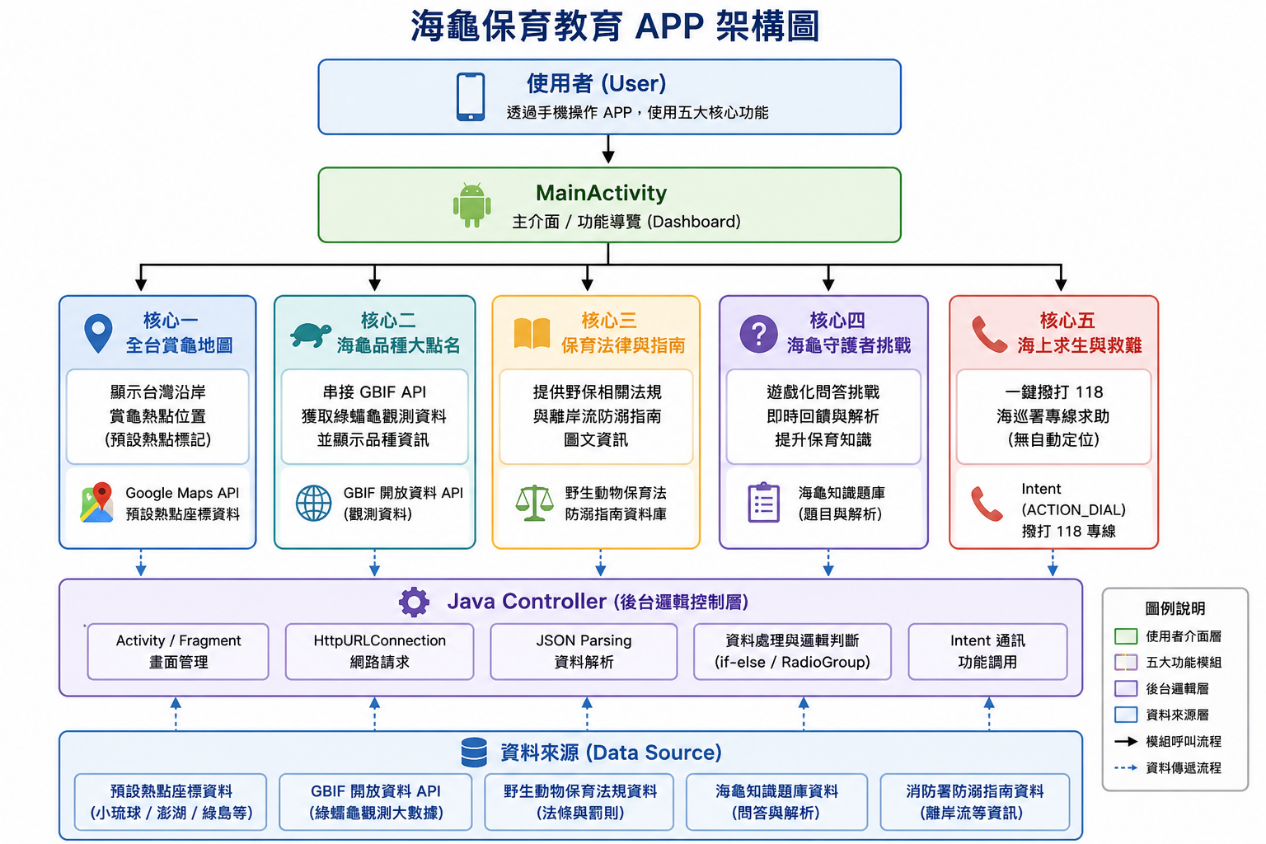 海龜保育教育 APP 架構圖
使用者 (User)
透過手機操作 APP，使用五大核心功能
MainActivity
主介面 / 功能導覽 (Dashboard)
核心一
全台賞龜地圖
顯示台灣沿岸
賞龜熱點位置
(預設熱點標記)
Google Maps API
預設熱點座標資料
核心二
海龜品種大點名
串接 GBIF API
獲取綠蠵龜觀測資料
並顯示品種資訊
GBIF 開放資料 API
(觀測資料)
核心三
保育法律與指南
提供野保相關法規
與離岸流防溺指南
圖文資訊
野生動物保育法
防溺指南資料庫
核心四
海龜守護者挑戰
遊戲化問答挑戰
即時回饋與解析
提升保育知識
海龜知識題庫
(題目與解析)
核心五
海上求生與救難
一鍵撥打 118
海巡署專線求助
(無自動定位)
Intent
(ACTION_DIAL)
撥打 118 專線
Java Controller (後台邏輯控制層)
Activity / Fragment
畫面管理
HttpURLConnection
網路請求
JSON Parsing
資料解析
資料處理與邏輯判斷
(if-else / RadioGroup)
Intent 通訊
功能調用
資料來源 (Data Source)
預設熱點座標資料
(小琉球 / 澎湖 / 綠島等)
GBIF 開放資料 API
(綠蠵龜觀測大數據)
野生動物保育法規資料
(法條與罰則)
海龜知識題庫資料
(問答與解析)
消防署防溺指南資料
(離岸流等資訊)
圖例說明
使用者介面層
五大功能模組
後台邏輯層
資料來源層
模組呼叫流程
資料傳遞流程